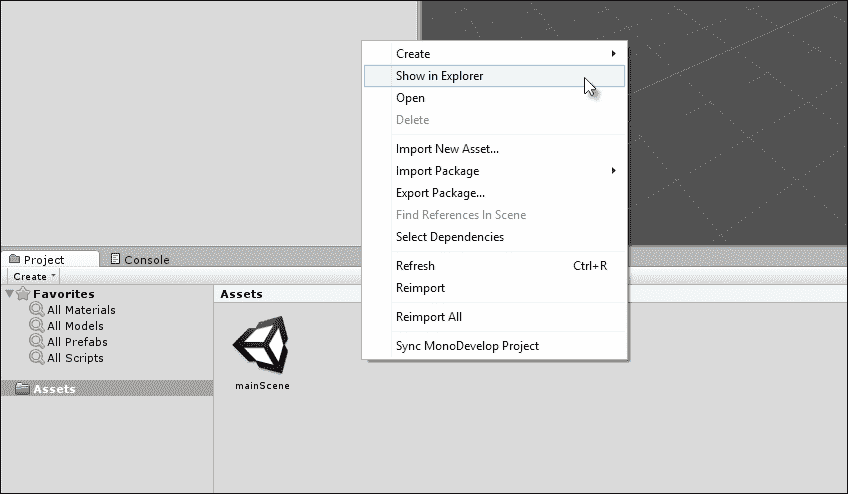 Create
Show in Explorer
Open
Delete
Import New Asset...
Import Package
Export Package...
Find References In Scene
Select Dependencies
Refresh Ctrl+R
Reimport
Reimport All
Sync MonoDevelop Project
Project Console
Create
Favorites
All Materials
All Models
All Prefabs
All Scripts
Assets
Assets
mainScene